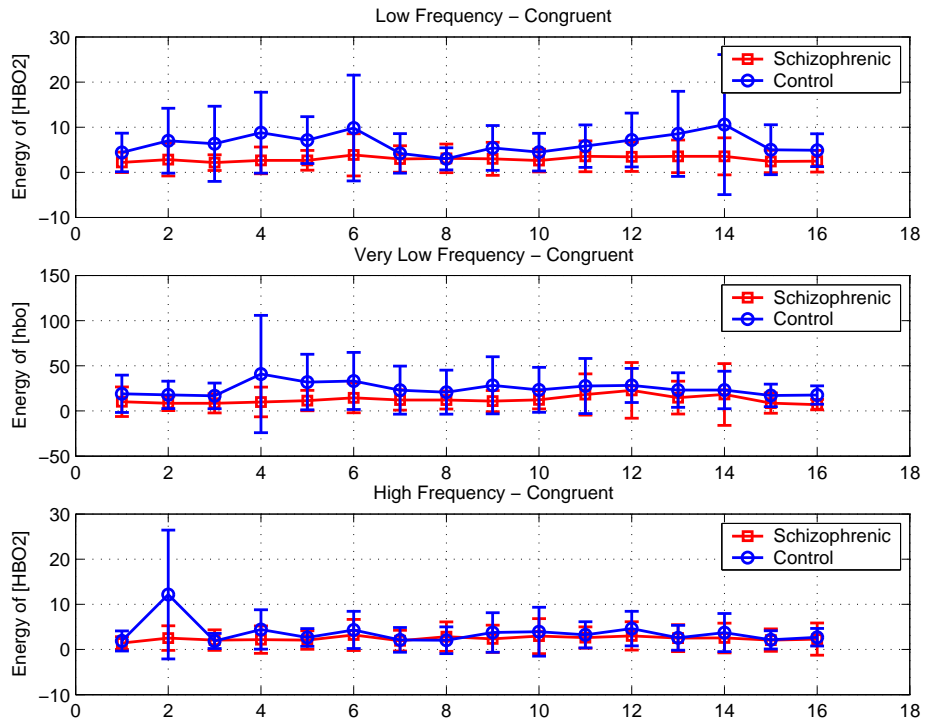 Low Frequency – Congruent
Energy of [HBO2]
30
20
10
0
−10
Schizophrenic
Control
0 2 4 6 8 10 12 14 16 18
Very Low Frequency – Congruent
Energy of [hbo]
150
100
50
0
−50
Schizophrenic
Control
0 2 4 6 8 10 12 14 16 18
High Frequency – Congruent
Energy of [HBO2]
30
20
10
0
−10
Schizophrenic
Control
0 2 4 6 8 10 12 14 16 18